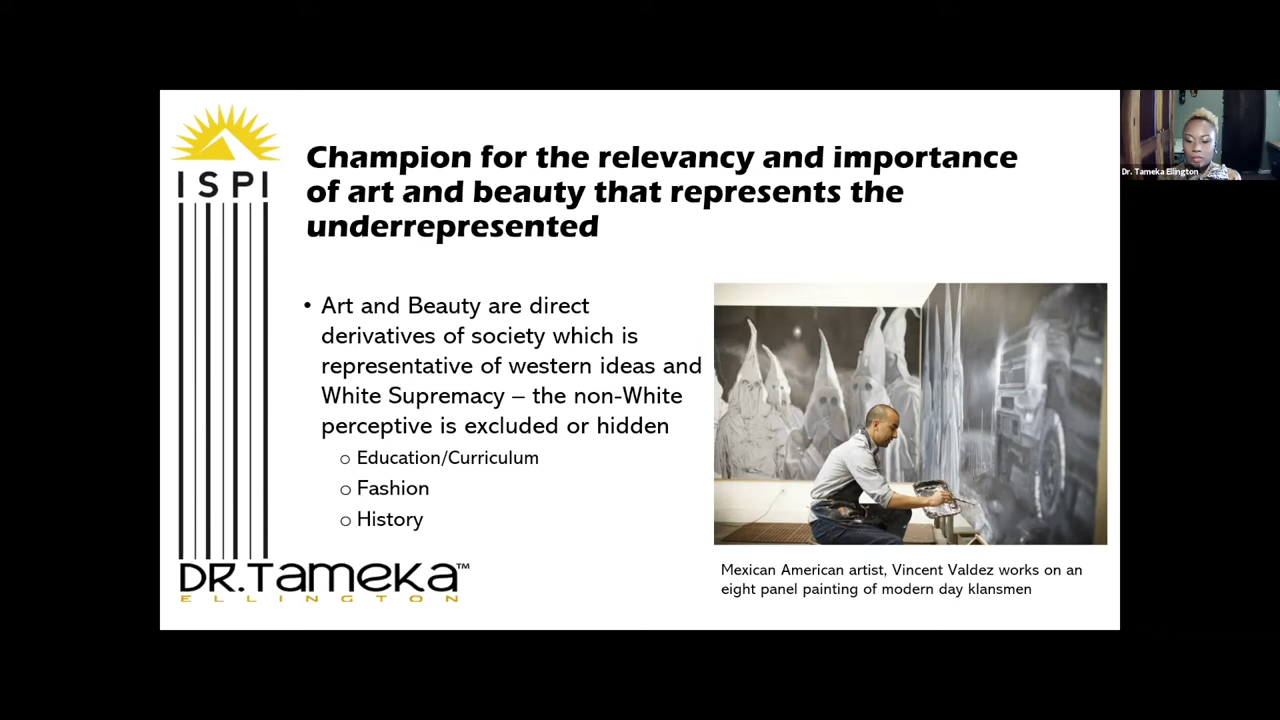 ISPI
Champion for the relevancy and importance
of art and beauty that represents the
underrepresented
• Art and Beauty are direct
derivatives of society which is
representative of western ideas and
White Supremacy – the non-White
perceptive is excluded or hidden
o Education/Curriculum
o Fashion
o History
DR.TAMEKA™
ELLINGTON
Mexican American artist, Vincent Valdez works on an
eight panel painting of modern day klansmen
Dr. Tameka Ellington